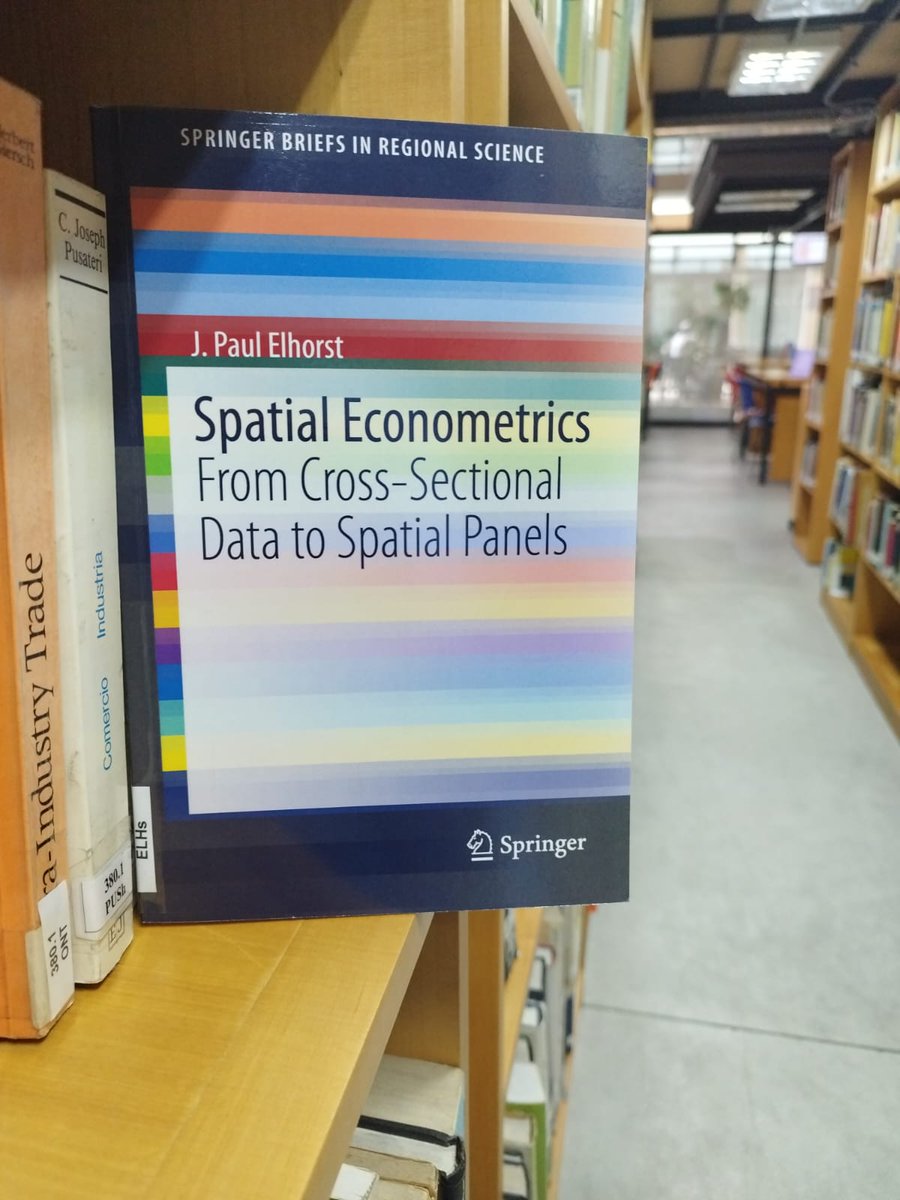 SPRINGER BRIEFS IN REGIONAL SCIENCE
J. Paul Elhorst
Spatial Econometrics
From Cross-Sectional
Data to Spatial Panels
Springer
ELHs
C. Joseph
Pusateri
Comercio Industria
380.1
PUSi
EJ
a-Industry Trade
380.1
ONT